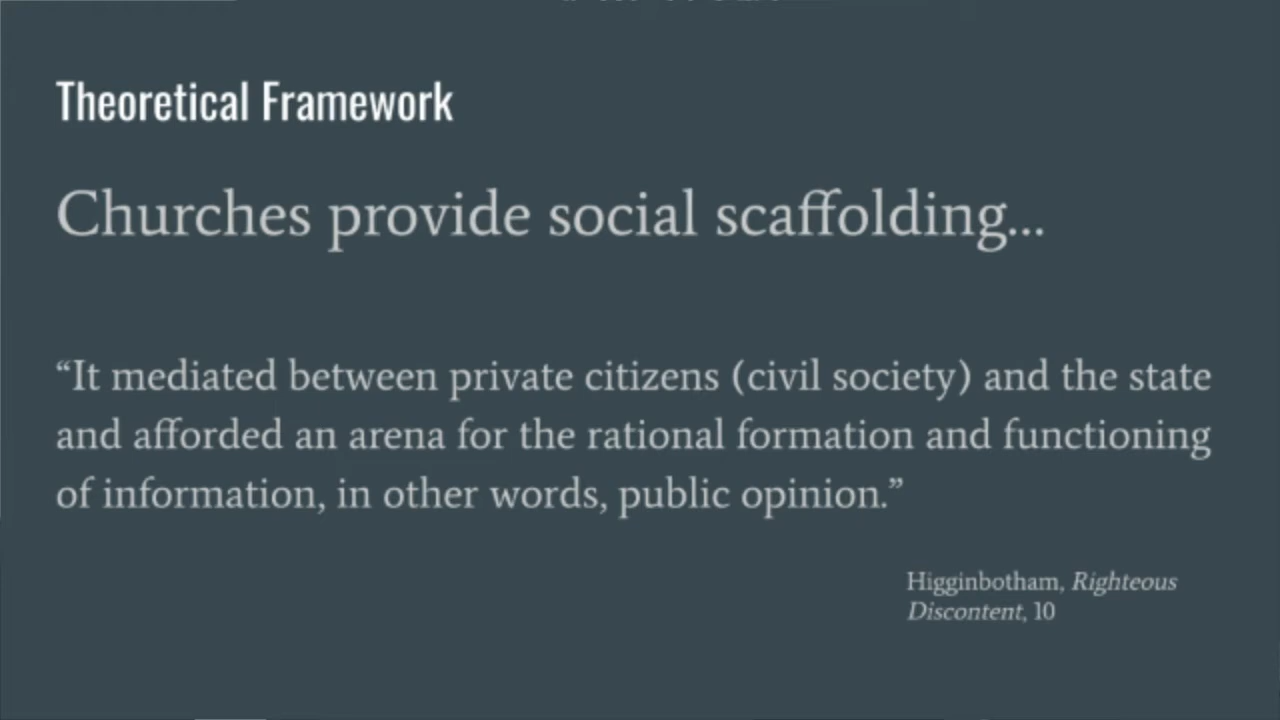 Theoretical Framework
Churches provide social scaffolding...
“It mediated between private citizens (civil society) and the state
and afforded an arena for the rational formation and functioning
of information, in other words, public opinion.”
Higginbotham, Righteous
Discontent, 10